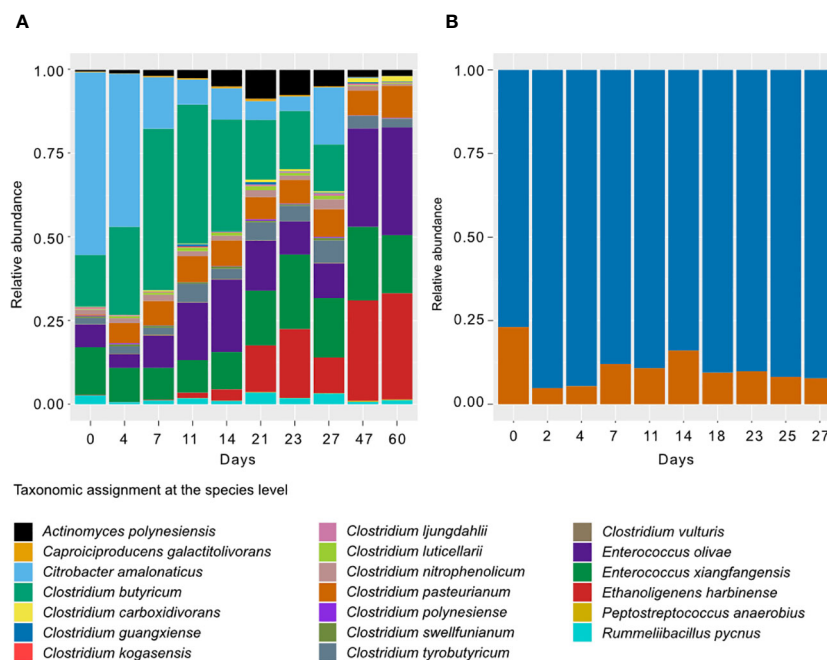 A
B
1.00
0.75
0.50
0.25
0.00
Relative abundance
0 4 7 11 14 21 23 27 47 60
Days
1.00
0.75
0.50
0.25
0.00
Relative abundance
0 2 4 7 11 14 18 23 25 27
Days
Taxonomic assignment at the species level
Actinomyces polynesiensis
Caproiciproducens galactitolivorans
Citrobacter amalonaticus
Clostridium butyricum
Clostridium carboxidivrans
Clostridium guangxiense
Clostridium kogasensis
Clostridium ljungdahlii
Clostridium luticellarii
Clostridium nitrophenolicum
Clostridium pasteurianum
Clostridium polynesiense
Clostridium swellfunianum
Clostridium tyrobutyricum
Clostridium vulturis
Enterococcus olivae
Enterococcus xiangfangensis
Ethanoligenens harbinense
Peptostreptococcus anaerobius
Rummeliibacillus pycnus